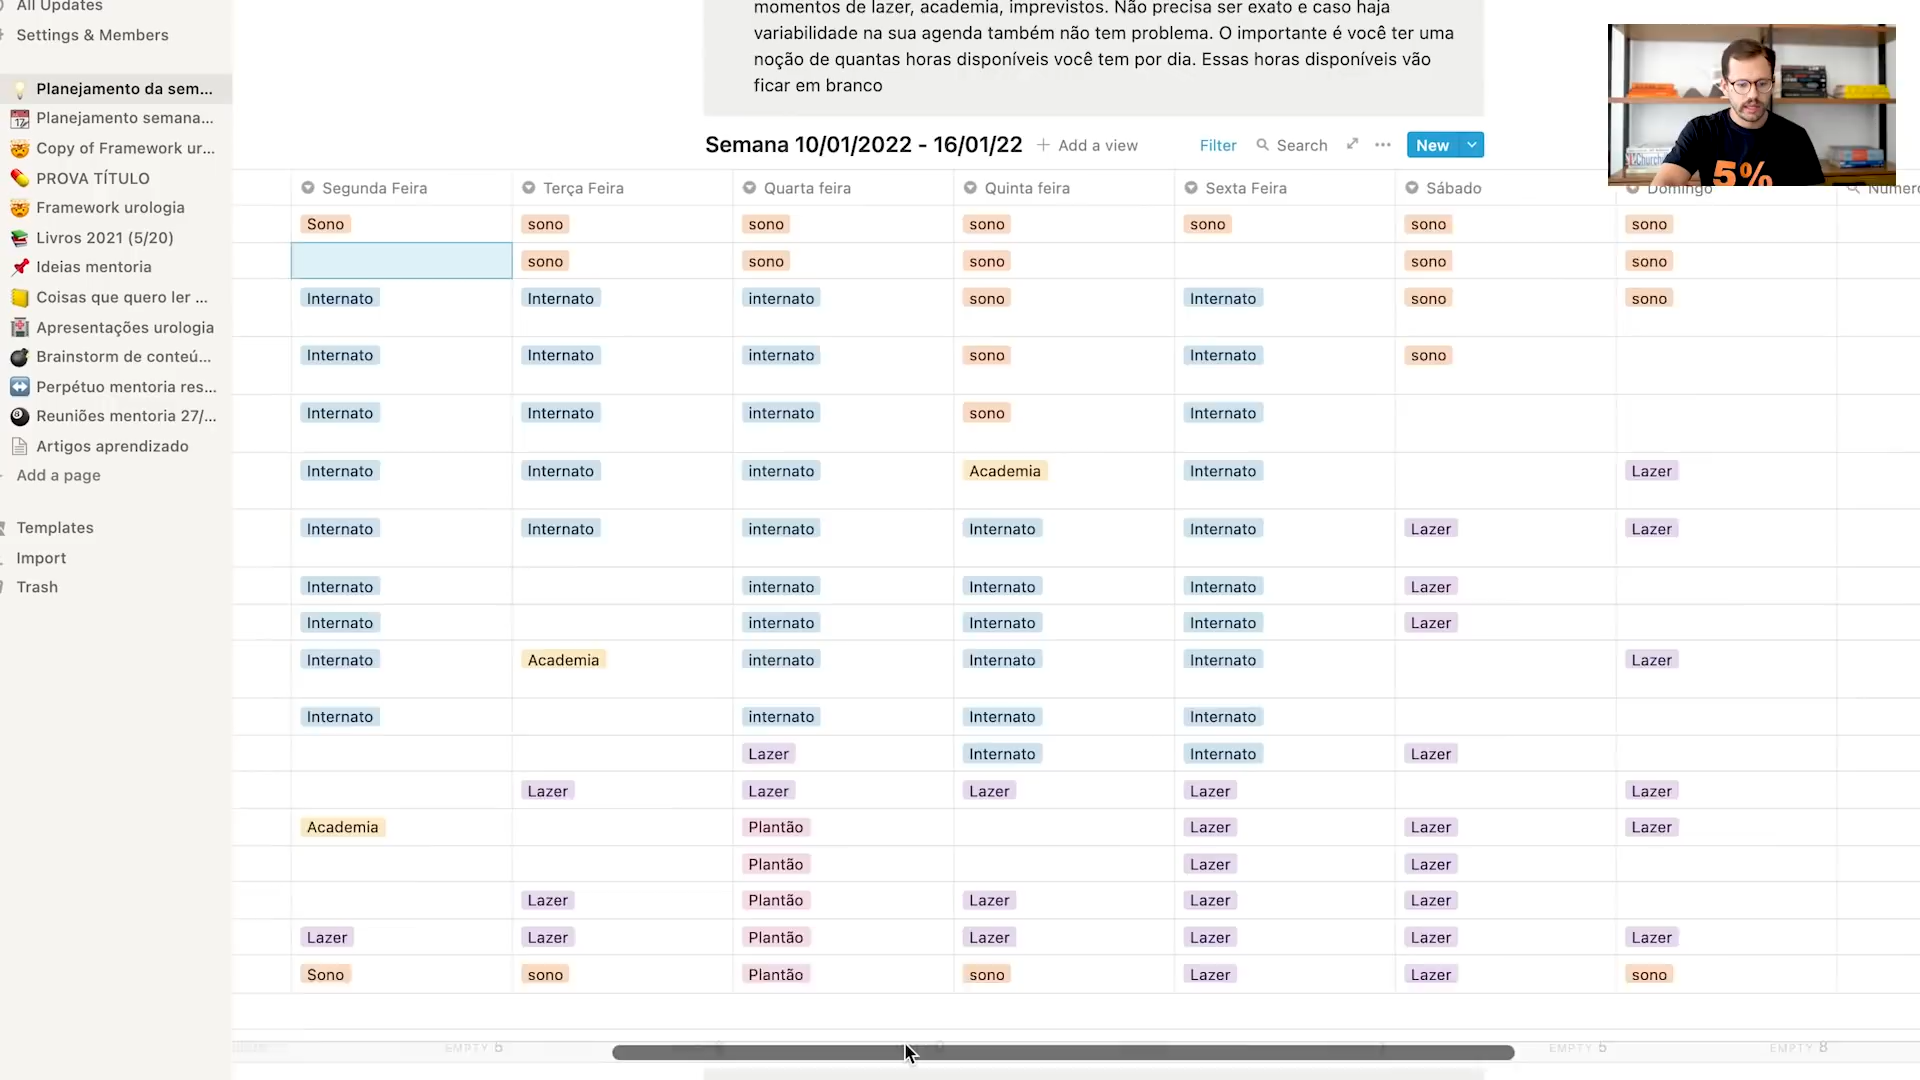 All Updates
Settings & Members
Planejamento da sem...
Planejamento semana...
Copy of Framework ur...
PROVA TÍTULO
Framework urologia
Livros 2021 (5/20)
Ideias mentoria
Coisas que quero ler ...
Apresentações urologia
Brainstorm de conteú...
Perpétuo mentoria res...
Reuniões mentoria 27/...
Artigos aprendizado
Add a page
Templates
Import
Trash
momentos de lazer, academia, imprevistos. Não precisa ser exato e caso haja
variabilidade na sua agenda também não tem problema. O importante é você ter uma
noção de quantas horas disponíveis você tem por dia. Essas horas disponíveis vão
ficar em branco
5%
Semana 10/01/2022 - 16/01/22 + Add a view Filter Search New
Segunda Feira Terça Feira Quarta feira Quinta feira Sexta Feira Sábado Domingo
Sono sono sono sono sono sono sono
sono sono sono sono sono
Internato Internato internato sono Internato sono sono
Internato Internato internato sono Internato sono
Internato Internato internato sono Internato
Internato Internato internato Academia Internato Lazer
Internato Internato internato Internato Internato Lazer Lazer
Internato internato Internato Internato Lazer
Internato internato Internato Internato Lazer
Internato Academia internato Internato Internato Lazer
Internato internato Internato Internato
Lazer Internato Internato Lazer
Lazer Lazer Lazer Lazer Lazer
Academia Plantão Lazer Lazer Lazer
Plantão Lazer Lazer
Lazer Plantão Lazer Lazer Lazer
Lazer Lazer Plantão Lazer Lazer Lazer Lazer
Sono sono Plantão sono Lazer Lazer sono
EMPTY 5 EMPTY 5 EMPTY 8